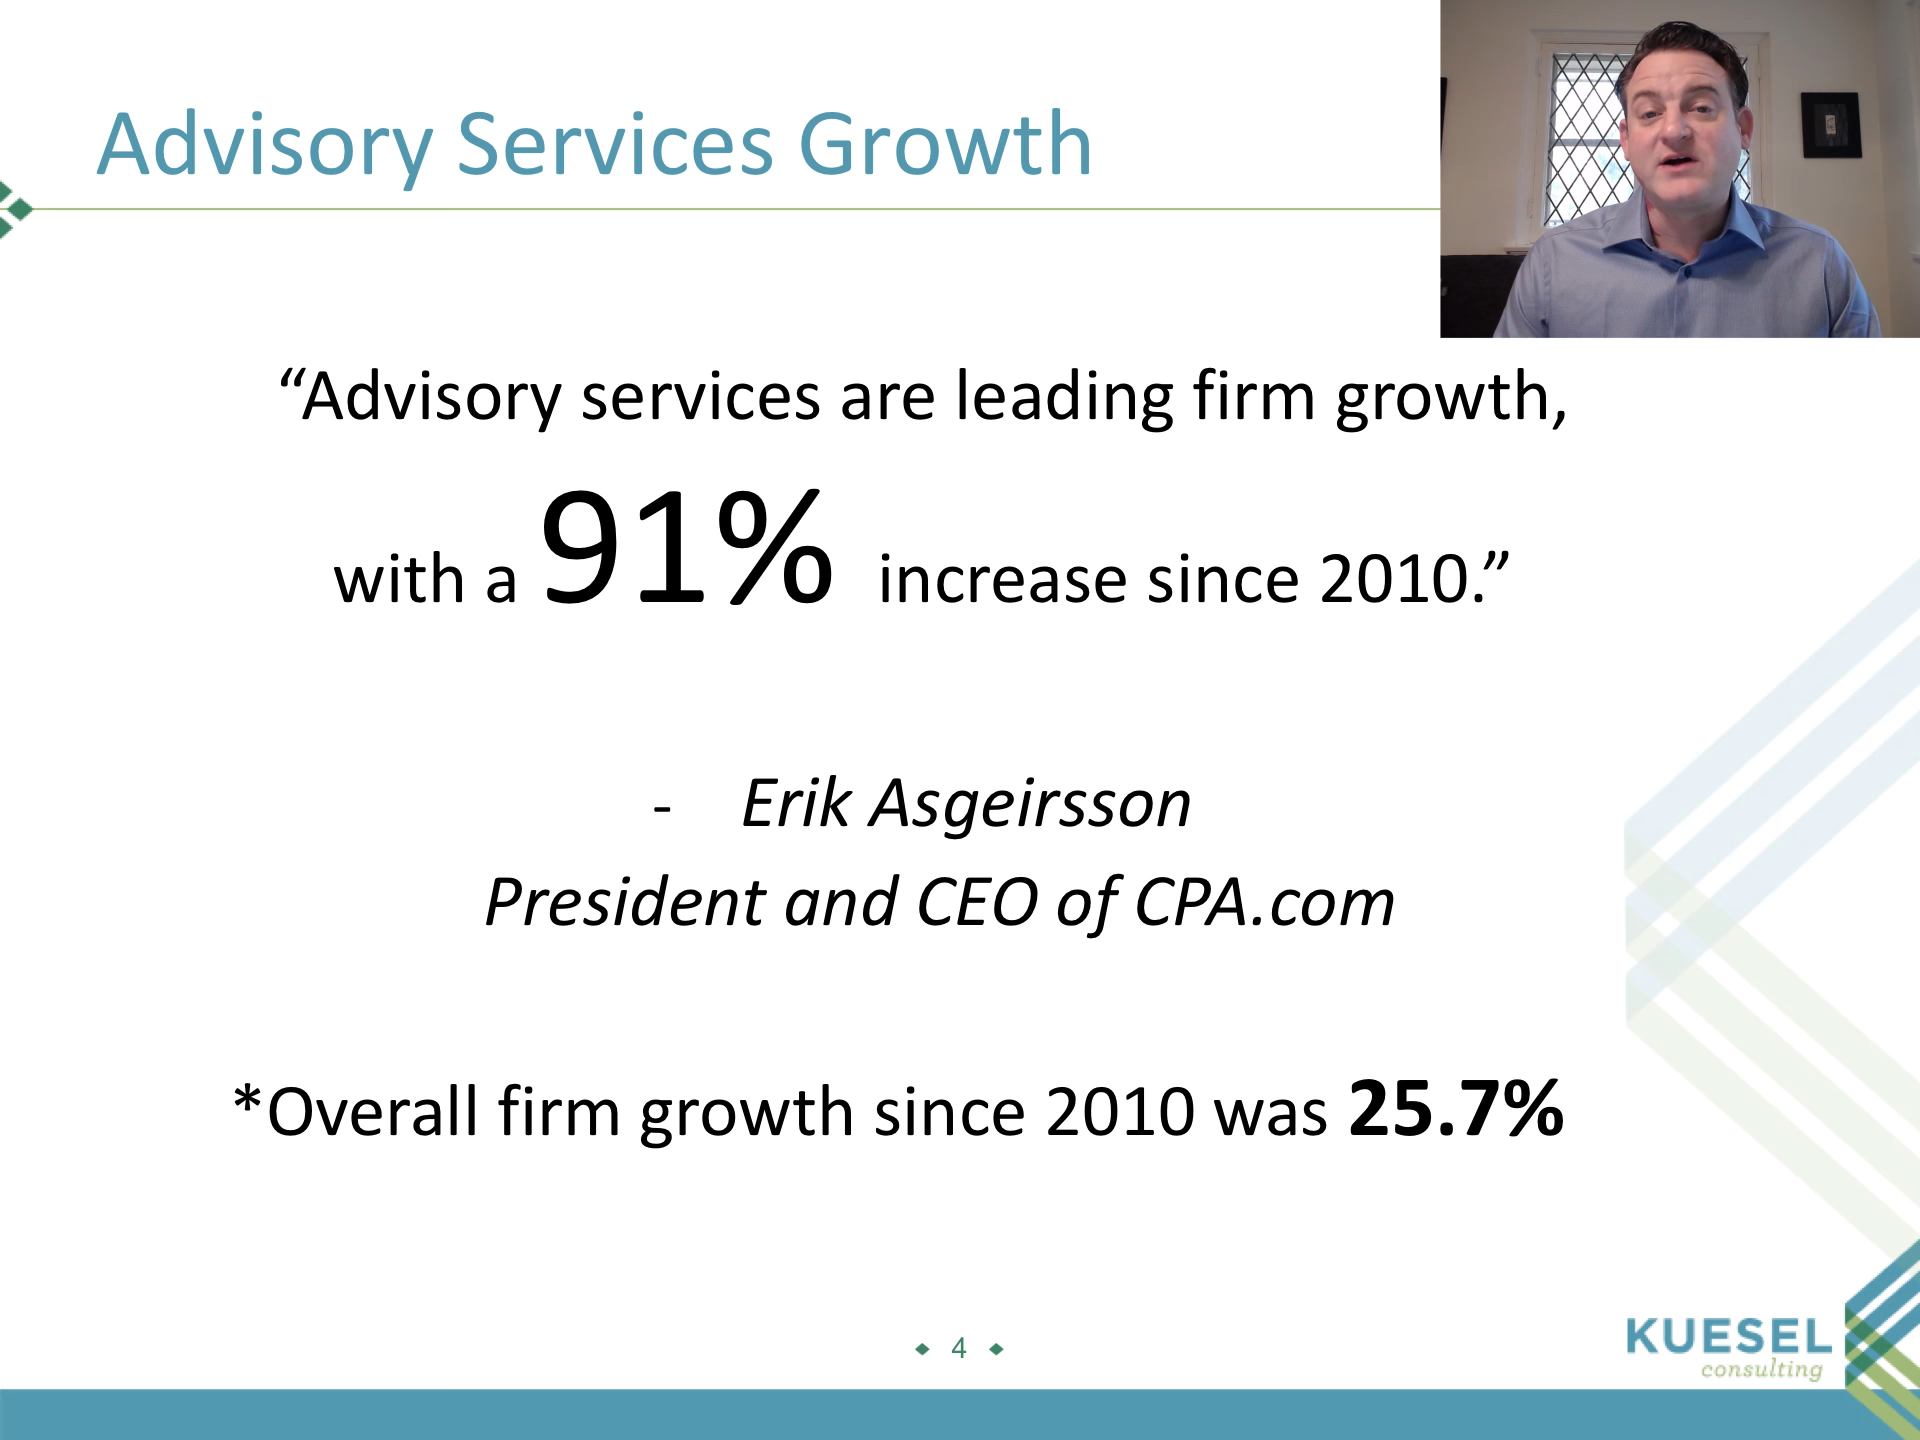 Advisory Services Growth
“Advisory services are leading firm growth,
with a 91% increase since 2010.”
- Erik Asgeirsson
President and CEO of CPA.com
*Overall firm growth since 2010 was 25.7%
4
KUESEL
consulting